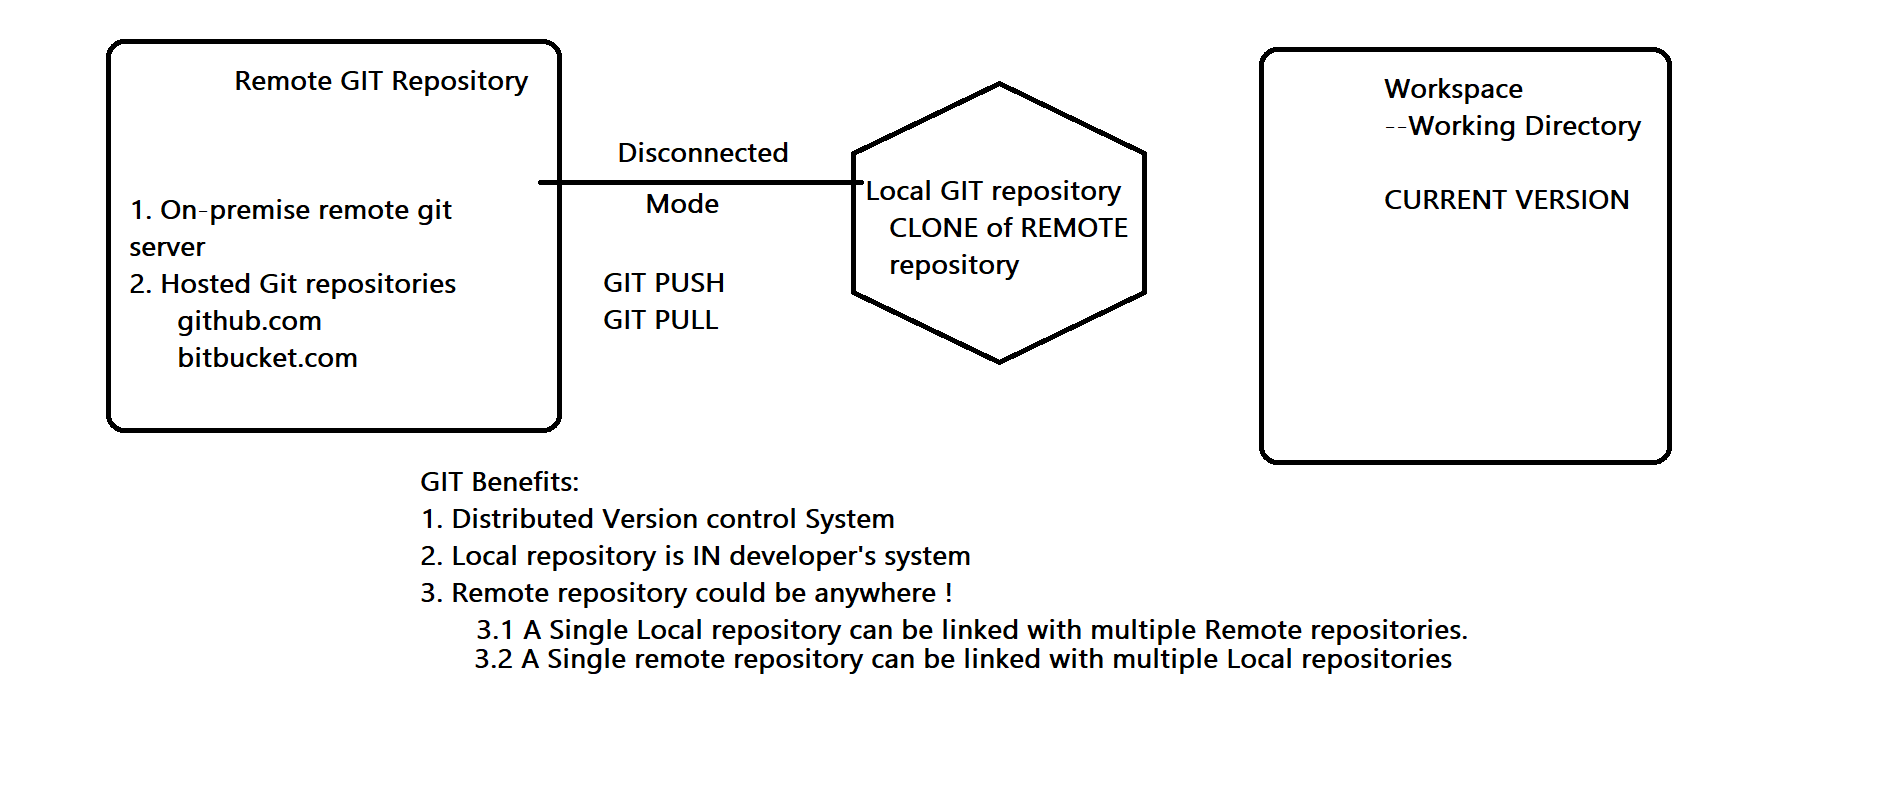 Remote GIT Repository
1. On-premise remote git
server
2. Hosted Git repositories
github.com
bitbucket.com
Disconnected
Mode
GIT PUSH
GIT PULL
Local GIT repository
CLONE of REMOTE
repository
Workspace
--Working Directory
CURRENT VERSION
GIT Benefits:
1. Distributed Version control System
2. Local repository is IN developer's system
3. Remote repository could be anywhere !
3.1 A Single Local repository can be linked with multiple Remote repositories.
3.2 A Single remote repository can be linked with multiple Local repositories